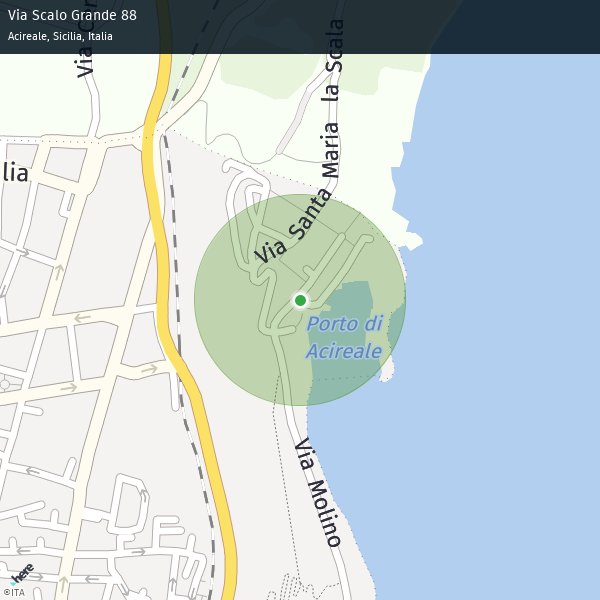 Via Scalo Grande 88
Acireale, Sicilia, Italia
la Scala
Maria
Santa
Via
lia
Porto di
Acireale
Via Molino
here
©ITA